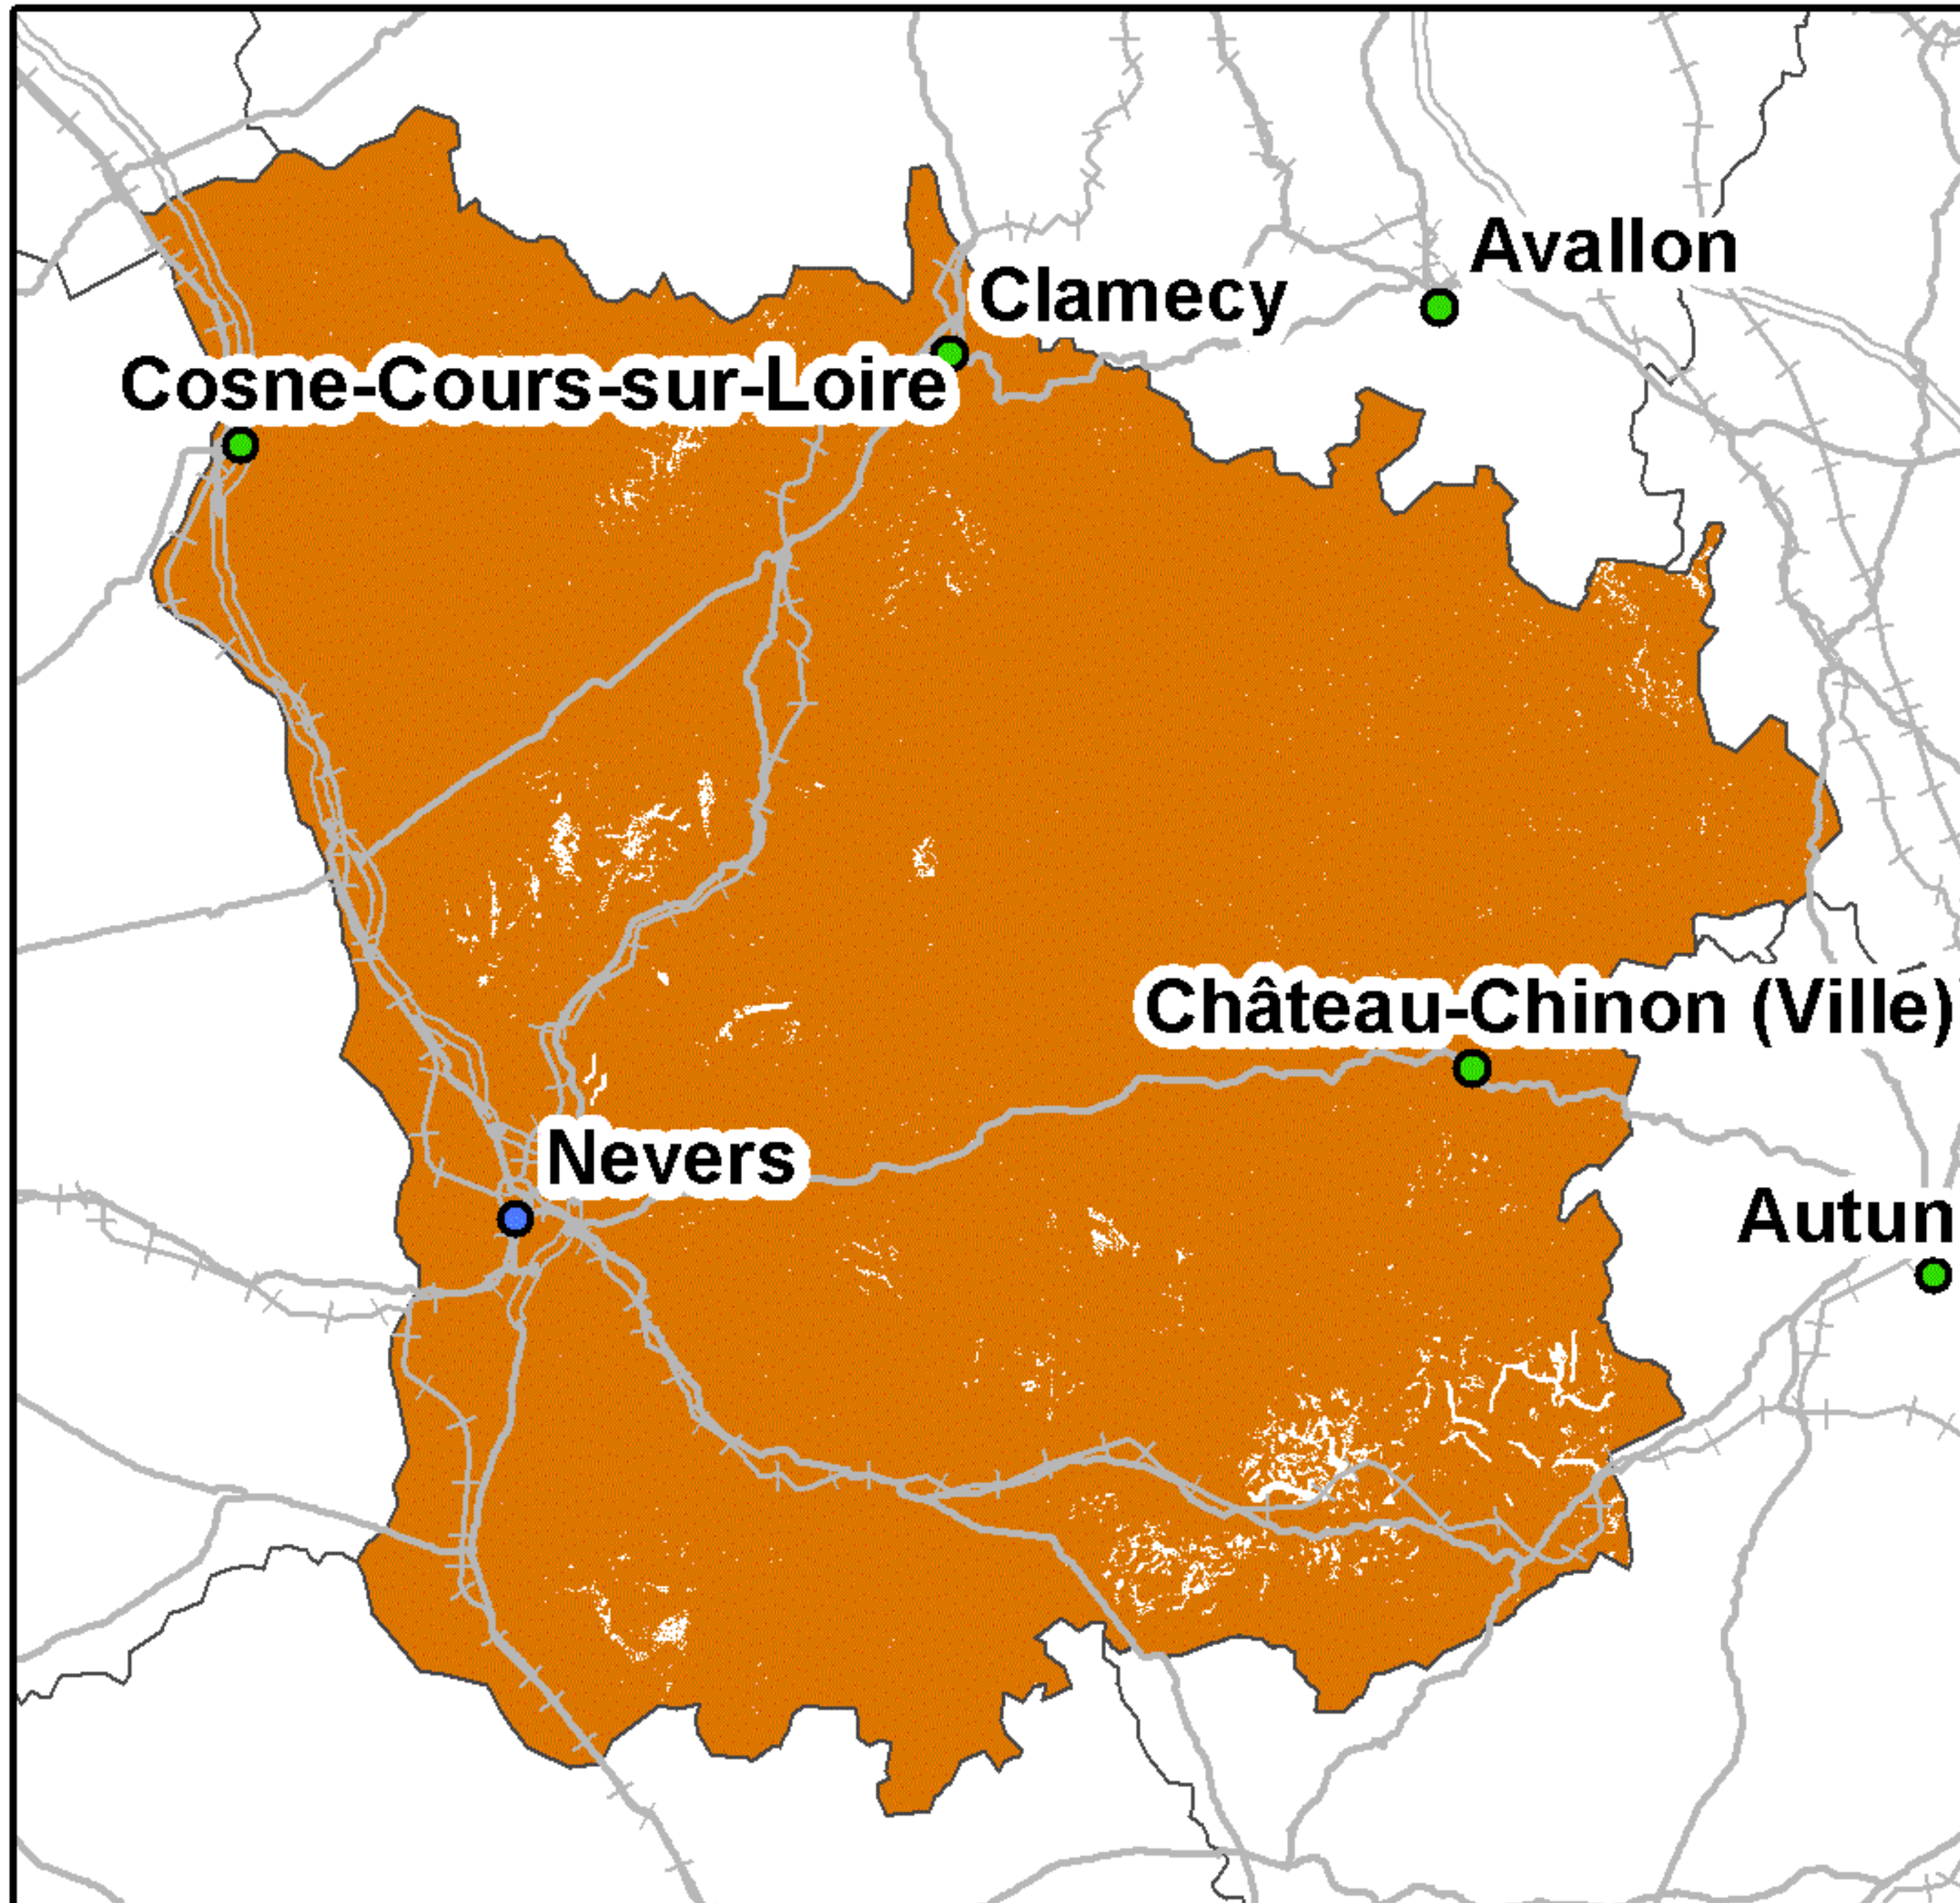 Avallon
Clamecy
Cosne-Cours-sur-Loire
Château-Chinon (Ville)
Nevers
Autun